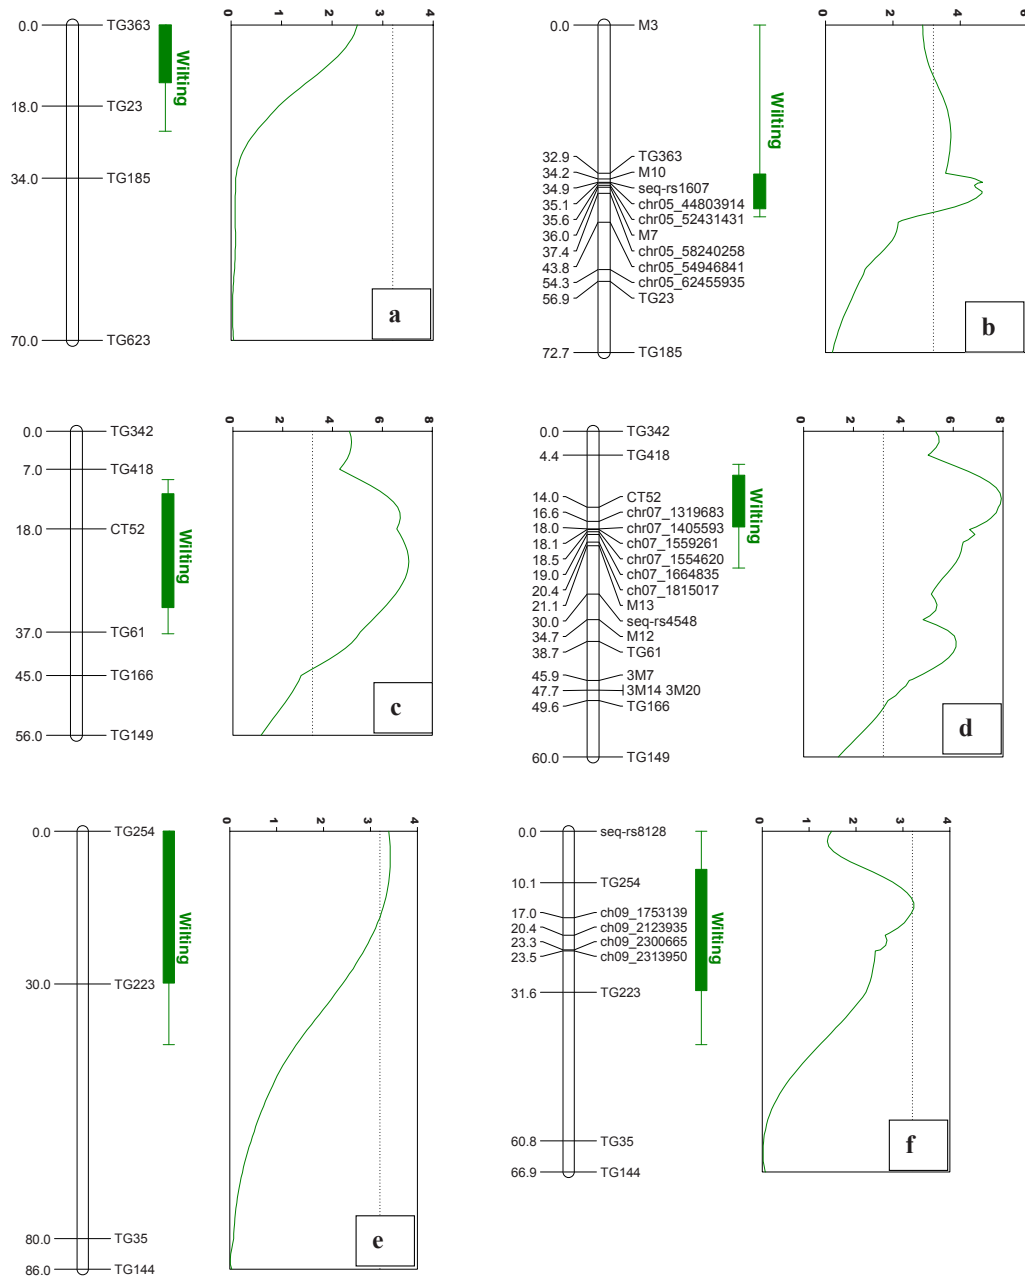 0 1 2 3 4
0.0 TG363
18.0 TG23
34.0 TG185
70.0 TG623
Wilting
a
0 2 4 6
0.0 M3
32.9 TG363
34.2 M10
34.9 seq-rs1607
35.1 chr05_44803914
35.6 chr05_52431431
36.0 M7
37.4 chr05_58240258
43.8 chr05_54946841
54.3 chr05_62455935
56.9 TG23
72.7 TG185
Wilting
b
0 2 4 6 8
0.0 TG342
7.0 TG418
18.0 CT52
37.0 TG61
45.0 TG166
56.0 TG149
Wilting
c
0 2 4 6 8
0.0 TG342
4.4 TG418
14.0 CT52
16.6 chr07_1319683
18.0 chr07_1405593
18.1 ch07_1559261
18.5 chr07_1554620
19.0 ch07_1664835
20.4 ch07_1815017
21.1 M13
30.0 seq-rs4548
34.7 M12
38.7 TG61
45.9 3M7
47.7 3M14 3M20
49.6 TG166
60.0 TG149
Wilting
d
0 1 2 3 4
0.0 TG254
30.0 TG223
80.0 TG35
86.0 TG144
Wilting
e
0 1 2 3 4
0.0 seq-rs8128
10.1 TG254
17.0 ch09_1753139
20.4 ch09_2123935
23.3 ch09_2300665
23.5 ch09_2313950
31.6 TG223
60.8 TG35
66.9 TG144
Wilting
f